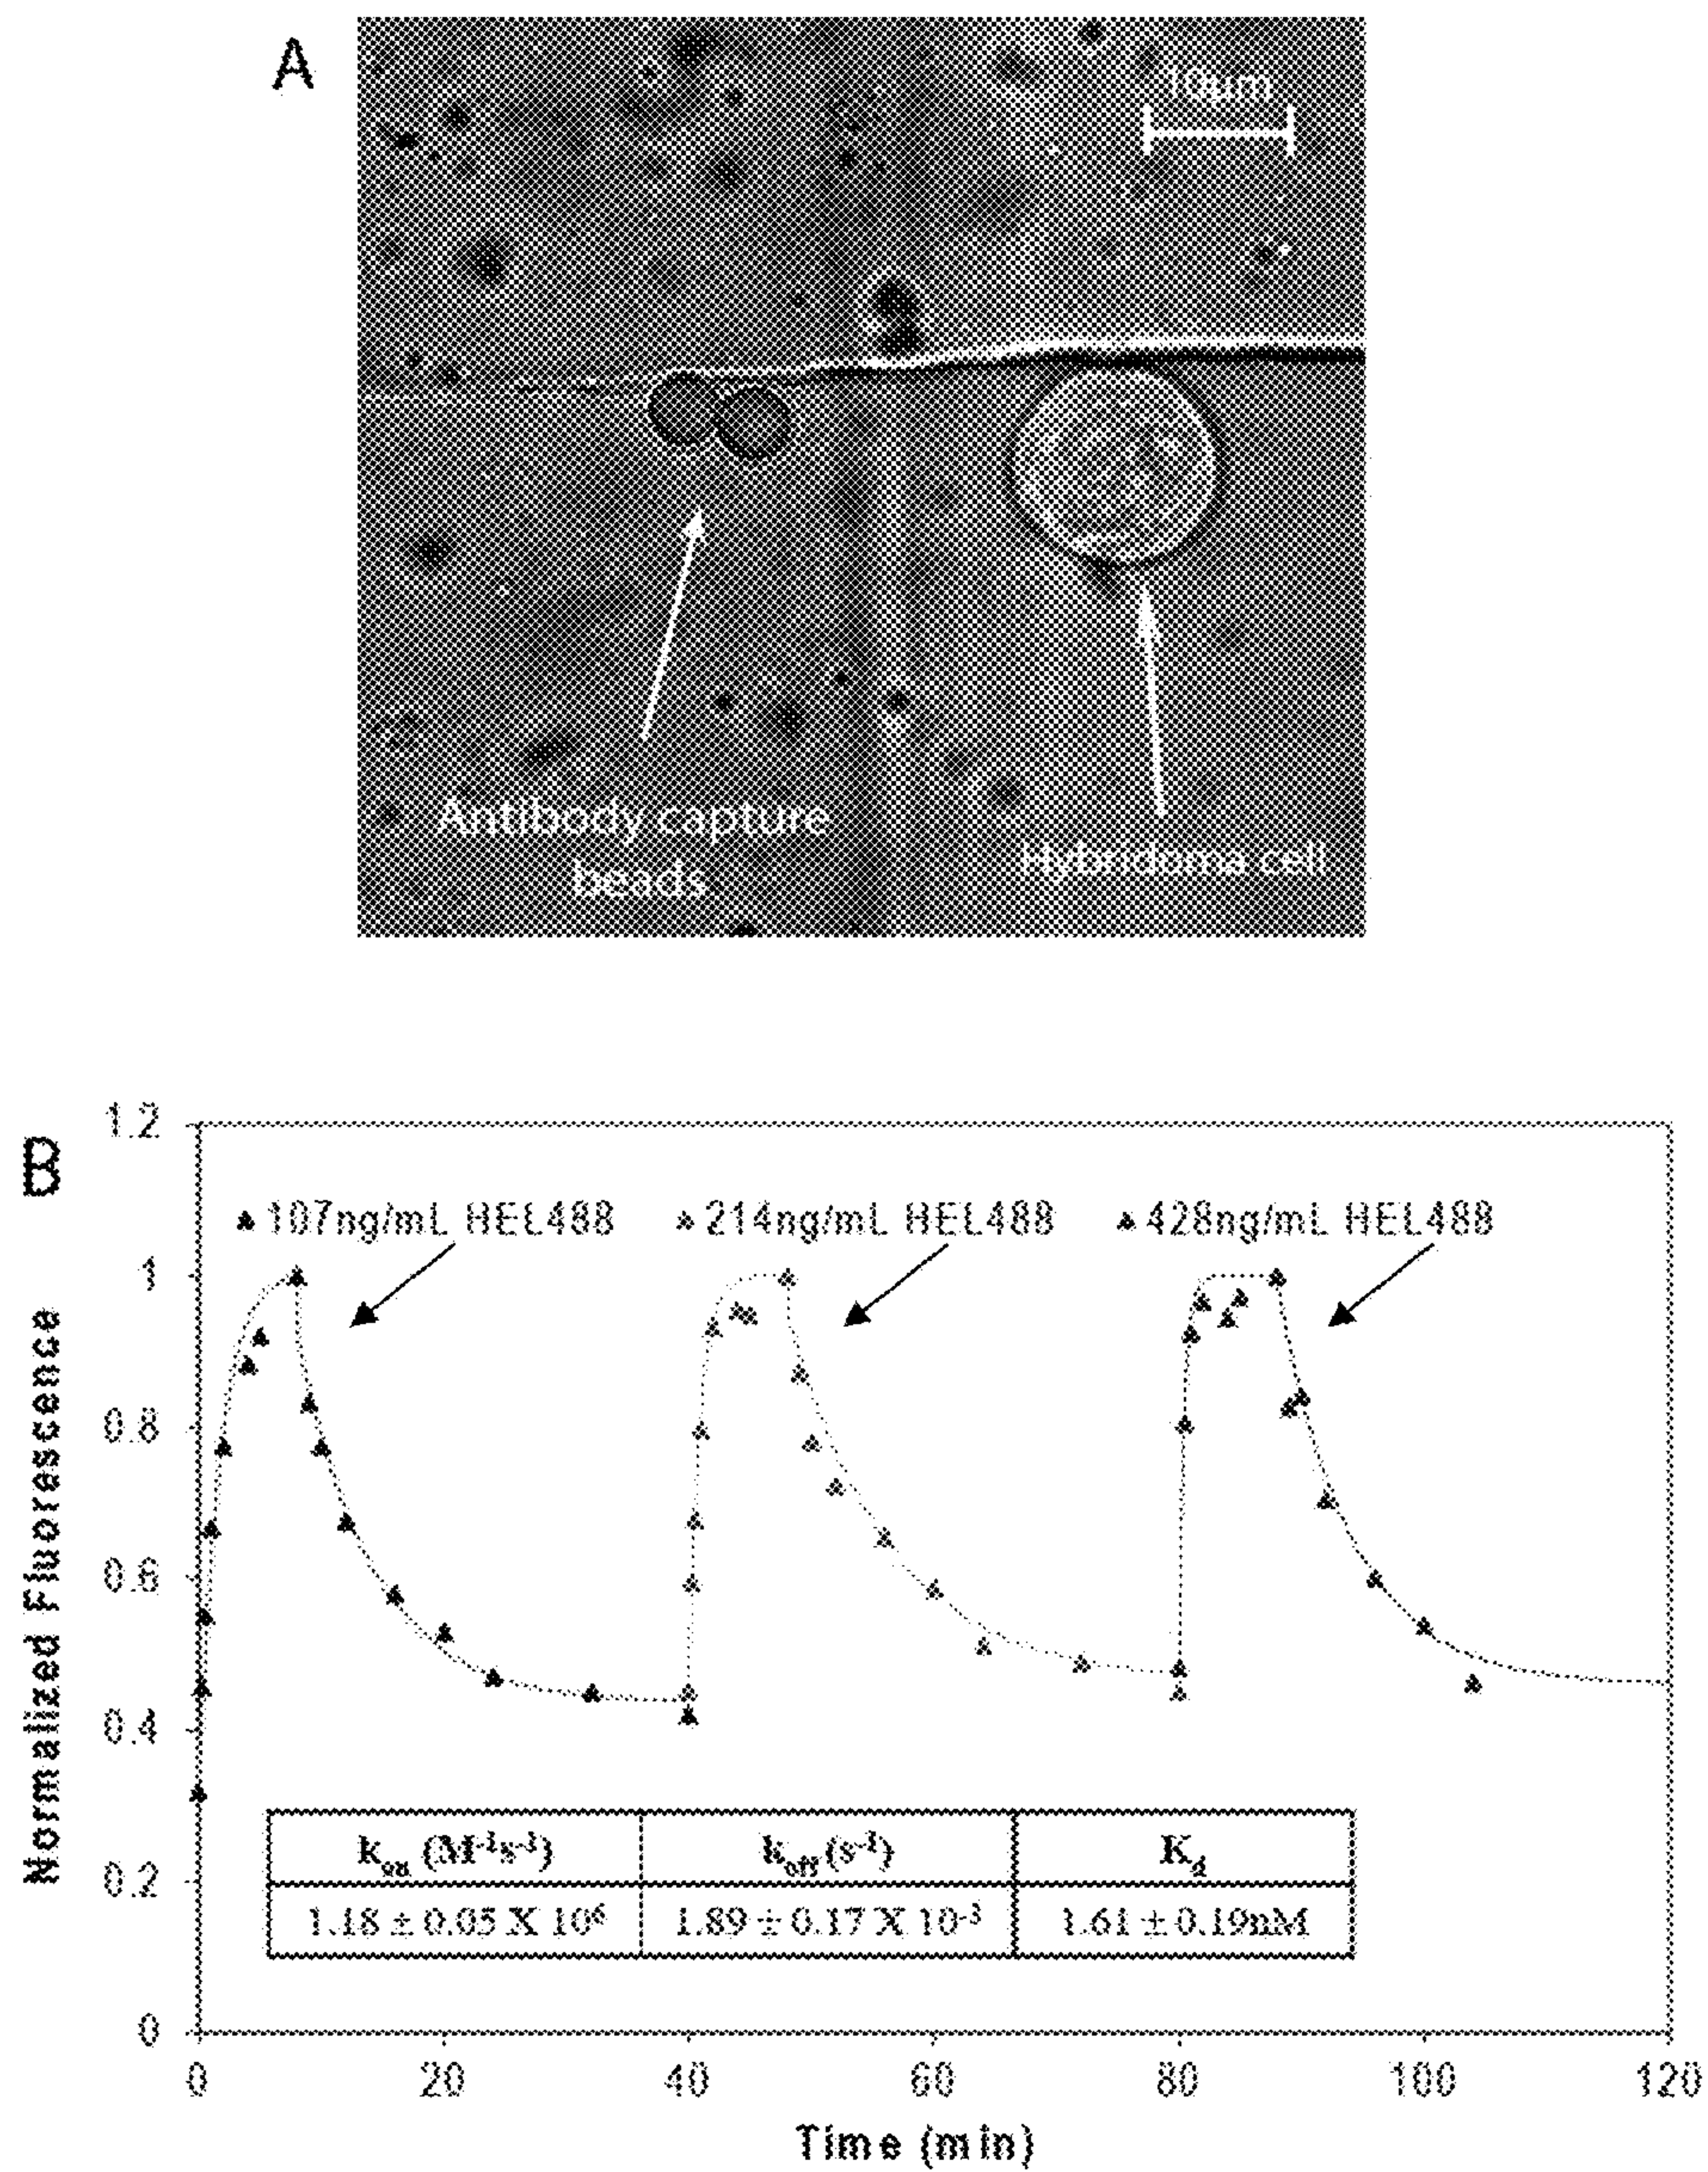 A
10µm
Antibody capture
beads
Hybridoma cell
B
1.2
1
0.8
0.6
0.4
0.2
0
Normalized Fluorescence
107ng/mL HEL488
214ng/mL HEL488
428ng/mL HEL488
kon (M-1s-1) koff (s-1) Kd
1.18 ± 0.05 X 106 1.89 ± 0.17 X 10-3 1.61 ± 0.19nM
0 20 40 60 80 100 120
Time (min)